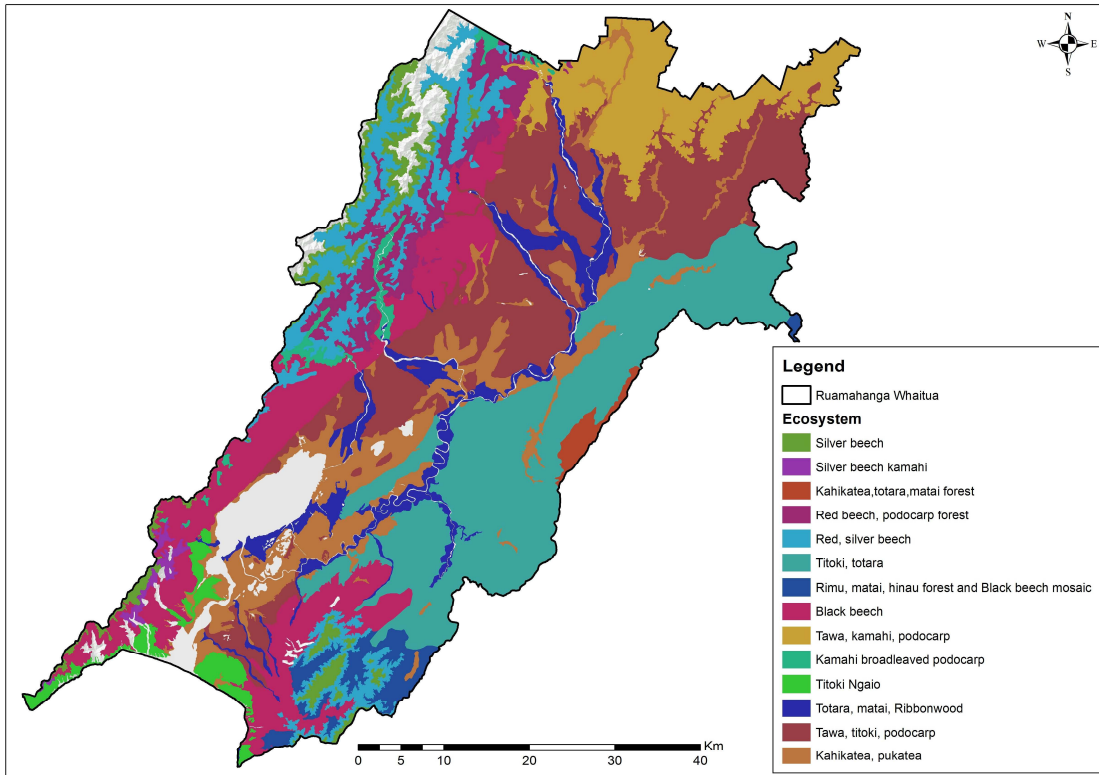 N
W E
S
Legend
Ruamahanga Whaitua
Ecosystem
Silver beech
Silver beech kamahi
Kahikatea,totara,matai forest
Red beech, podocarp forest
Red, silver beech
Titoki, totara
Rimu, matai, hinau forest and Black beech mosaic
Black beech
Tawa, kamahi, podocarp
Kamahi broadleaved podocarp
Titoki Ngaio
Totara, matai, Ribbonwood
Tawa, titoki, podocarp
Kahikatea, pukatea
Km
0 5 10 20 30 40